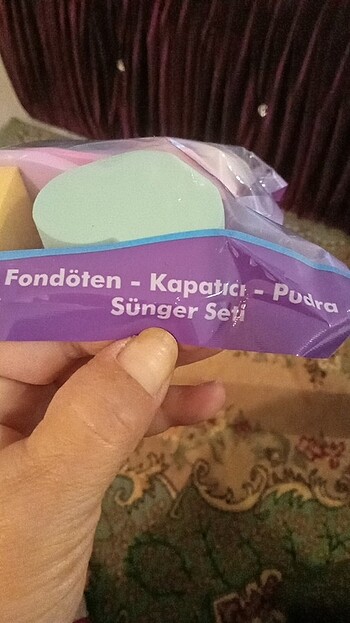 Fondöten - Kapatıcı - Pudra
Sünger Seti